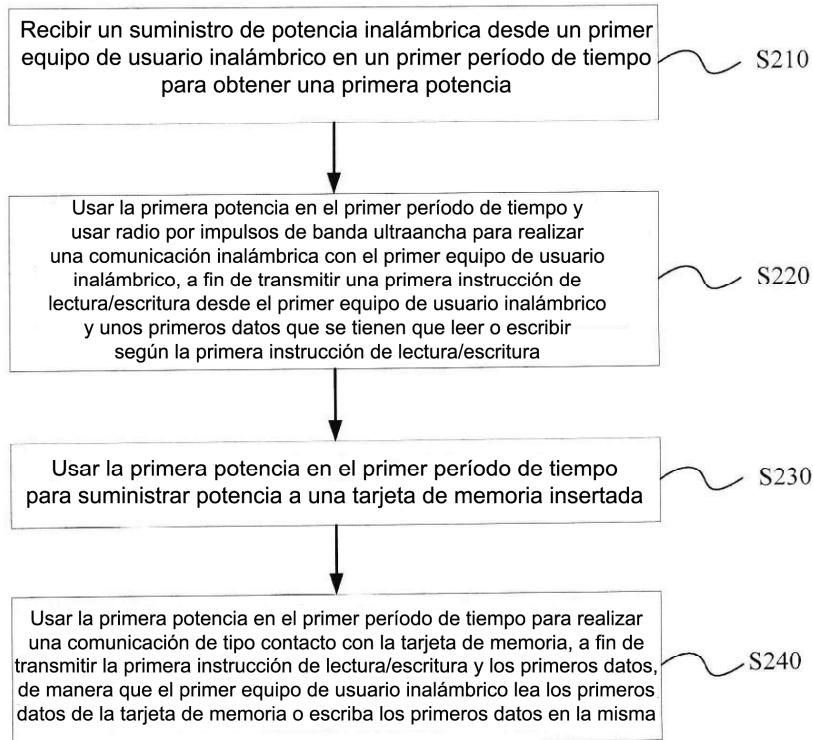 Recibir un suministro de potencia inalámbrica desde un primer
equipo de usuario inalámbrico en un primer período de tiempo
para obtener una primera potencia
S210
Usar la primera potencia en el primer período de tiempo y
usar radio por impulsos de banda ultraancha para realizar
una comunicación inalámbrica con el primer equipo de usuario
inalámbrico, a fin de transmitir una primera instrucción de
lectura/escritura desde el primer equipo de usuario inalámbrico
y unos primeros datos que se tienen que leer o escribir
según la primera instrucción de lectura/escritura
S220
Usar la primera potencia en el primer período de tiempo
para suministrar potencia a una tarjeta de memoria insertada
S230
Usar la primera potencia en el primer período de tiempo para realizar
una comunicación de tipo contacto con la tarjeta de memoria, a fin de
transmitir la primera instrucción de lectura/escritura y los primeros datos,
de manera que el primer equipo de usuario inalámbrico lea los primeros
datos de la tarjeta de memoria o escriba los primeros datos en la misma
S240